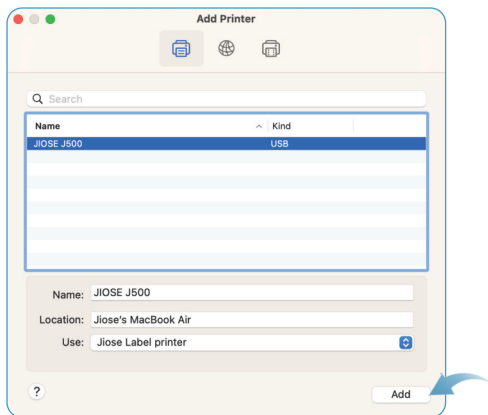 Add Printer
Search
Name Kind
JIOSE J500 USB
Name: JIOSE J500
Location: Jiose's MacBook Air
Use: Jiose Label printer
? Add